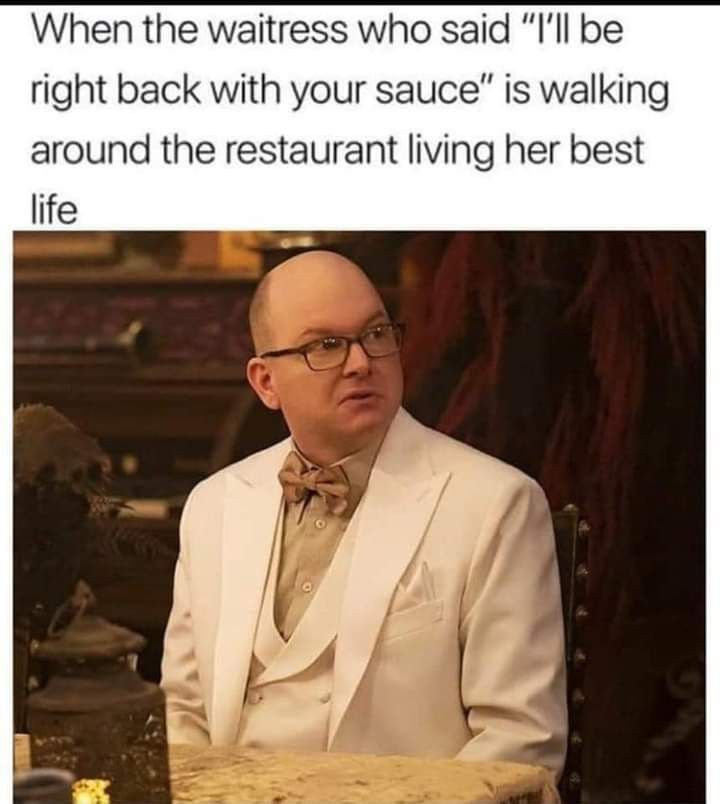 When the waitress who said "I'll be
right back with your sauce" is walking
around the restaurant living her best
life